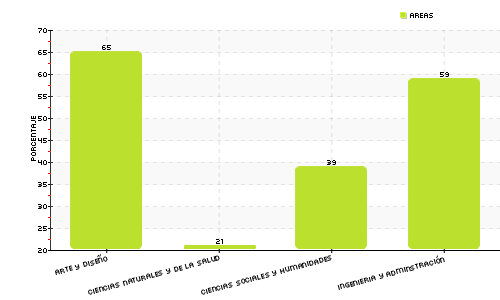 AREAS
PORCENTAJE
70
65
60
55
50
45
40
35
30
25
20
65
21
39
59
ARTE Y DISEÑO
CIENCIAS NATURALES Y DE LA SALUD
CIENCIAS SOCIALES Y HUMANIDADES
INGENIERIA Y ADMINSTRACIÓN